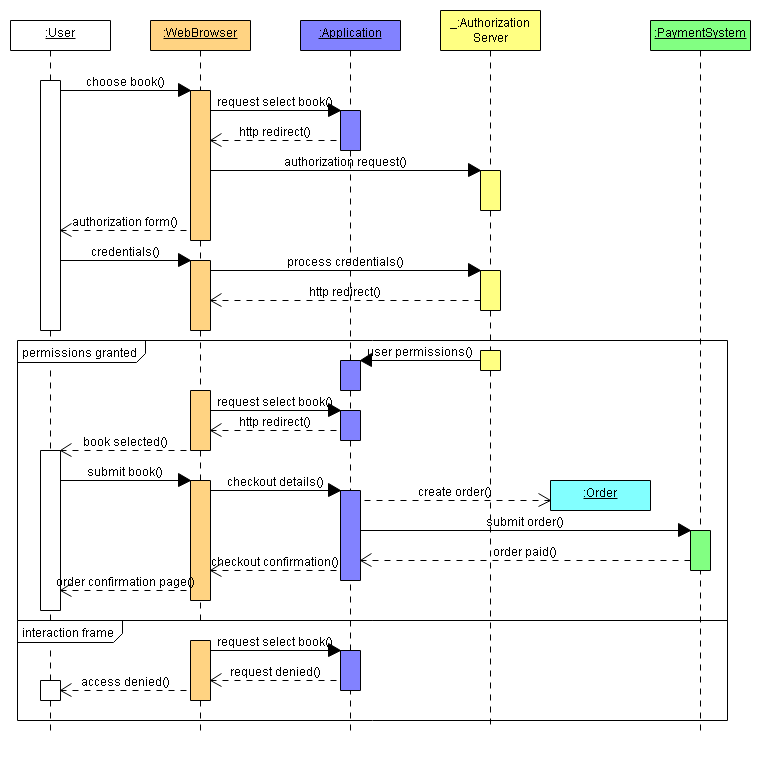 :User
:WebBrowser
:Application
_:Authorization
Server
:PaymentSystem
choose book()
request select book()
http redirect()
authorization request()
authorization form()
credentials()
process credentials()
http redirect()
permissions granted
user permissions()
request select book()
http redirect()
book selected()
submit book()
checkout details()
create order()
:Order
submit order()
order paid()
checkout confirmation()
order confirmation page()
interaction frame
request select book()
request denied()
access denied()